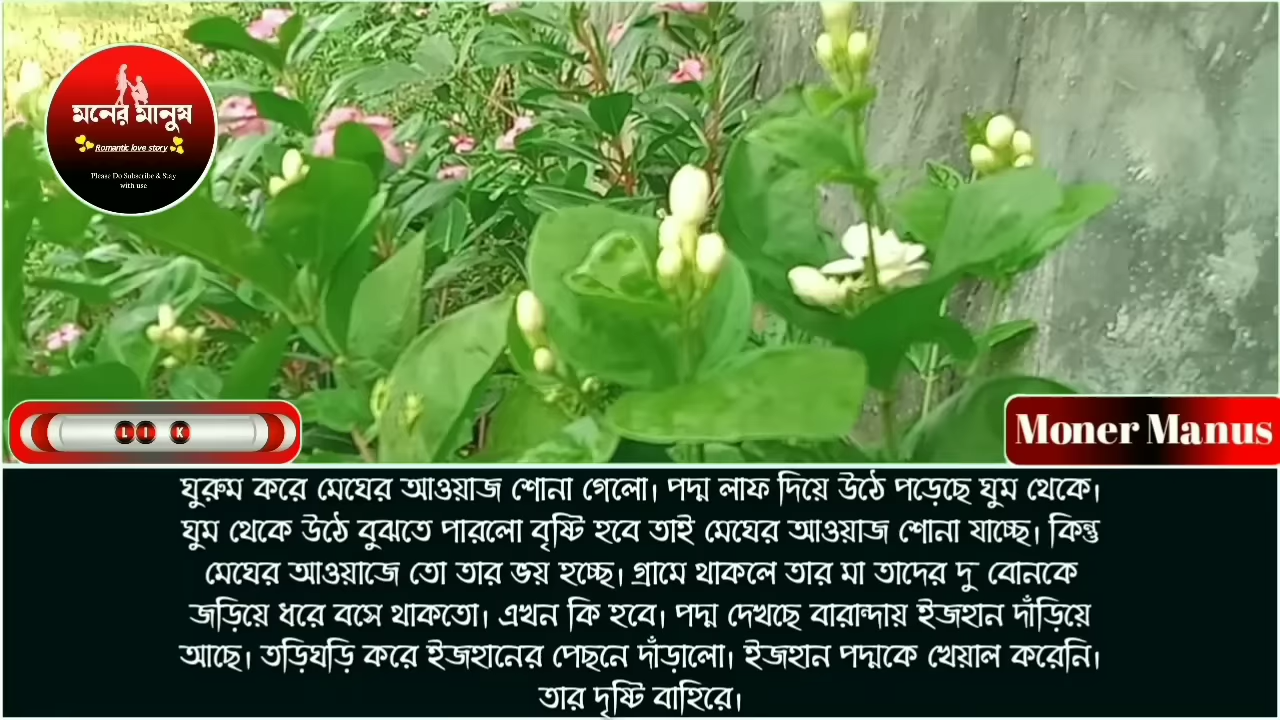 মনের মানুষ
Romantic love story
Please Do Subscribe & Stay
with use
L I K
Moner Manus
ঘুরুম করে মেঘের আওয়াজ শোনা গেলো। পদ্ম লাফ দিয়ে উঠে পড়েছে ঘুম থেকে।
ঘুম থেকে উঠে বুঝতে পারলো বৃষ্টি হবে তাই মেঘের আওয়াজ শোনা যাচ্ছে। কিন্তু
মেঘের আওয়াজে তো তার ভয় হচ্ছে। গ্রামে থাকলে তার মা তাদের দু বোনকে
জড়িয়ে ধরে বসে থাকতো। এখন কি হবে। পদ্ম দেখছে বারান্দায় ইজহান দাঁড়িয়ে
আছে। তড়িঘড়ি করে ইজহানের পেছনে দাঁড়ালো। ইজহান পদ্মকে খেয়াল করেনি।
তার দৃষ্টি বাহিরে।